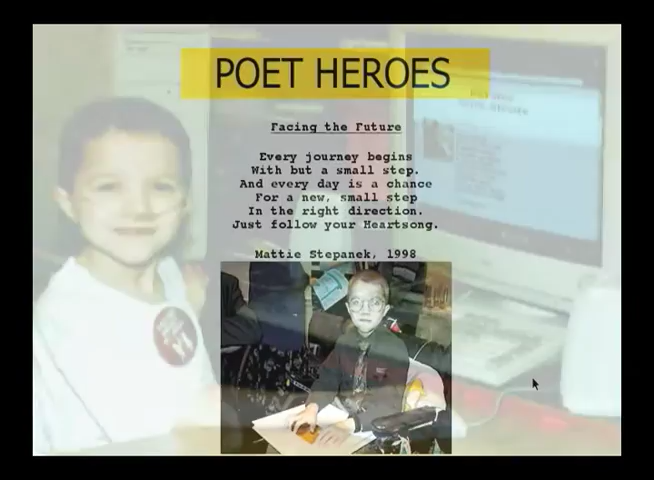 POET HEROES
Facing the Future
Every journey begins
With but a small step.
And every day is a chance
For a new, small step
In the right direction.
Just follow your Heartsong.
Mattie Stepanek, 1998